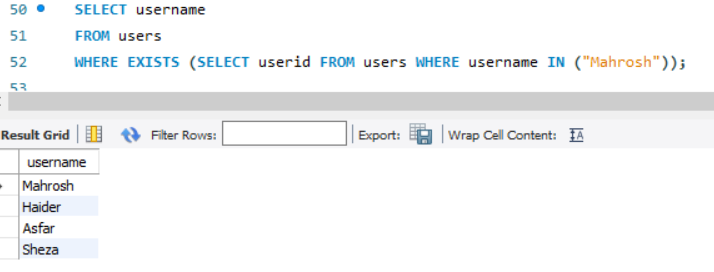 50 SELECT username
51 FROM users
52 WHERE EXISTS (SELECT userid FROM users WHERE username IN ("Mahrosh"));
53
Result Grid Filter Rows: Export: Wrap Cell Content: IA
username
Mahrosh
Haider
Asfar
Sheza